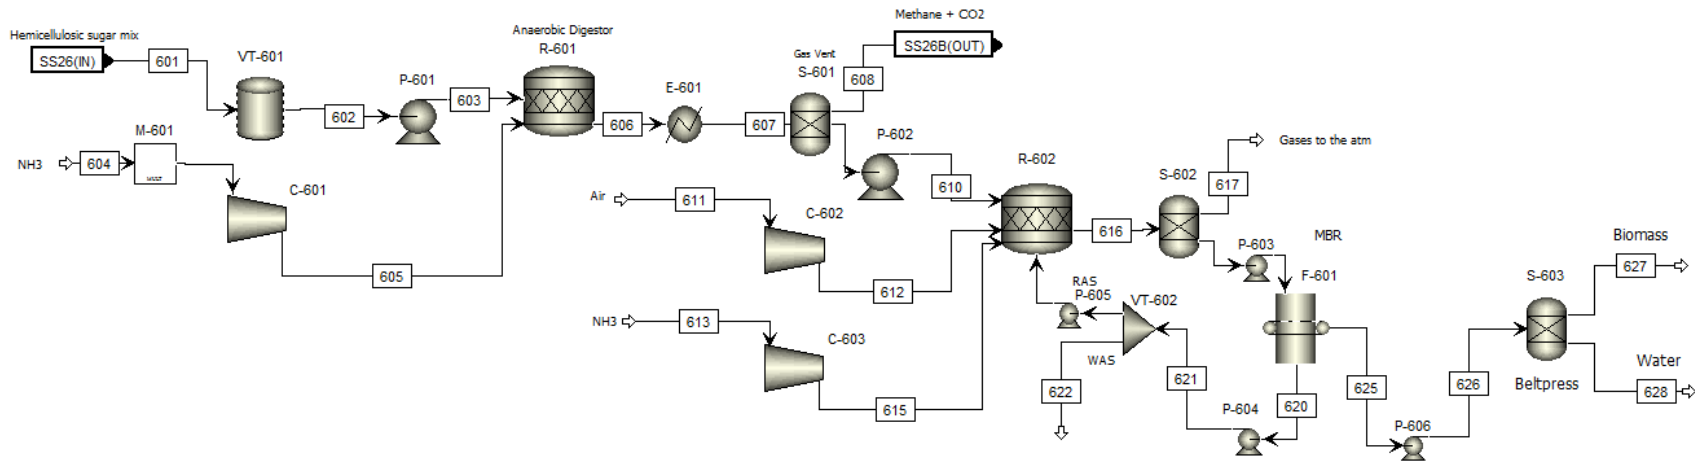 Methane + CO2
Hemicellulosic sugar mix
SS26(IN)
601
VT-601
Anaerobic Digestor
R-601
Gas Vent
S-601
608
SS26B(OUT)
P-601
603
E-601
602
606
607
P-602
M-601
NH3
604
C-601
605
610
R-602
Air
611
C-602
612
NH3
613
C-603
615
616
S-602
617
Gases to the atm
P-603
MBR
F-601
RAS
P-605
VT-602
WAS
622
621
P-604
620
625
P-606
626
S-603
Beltpress
Biomass
627
Water
628